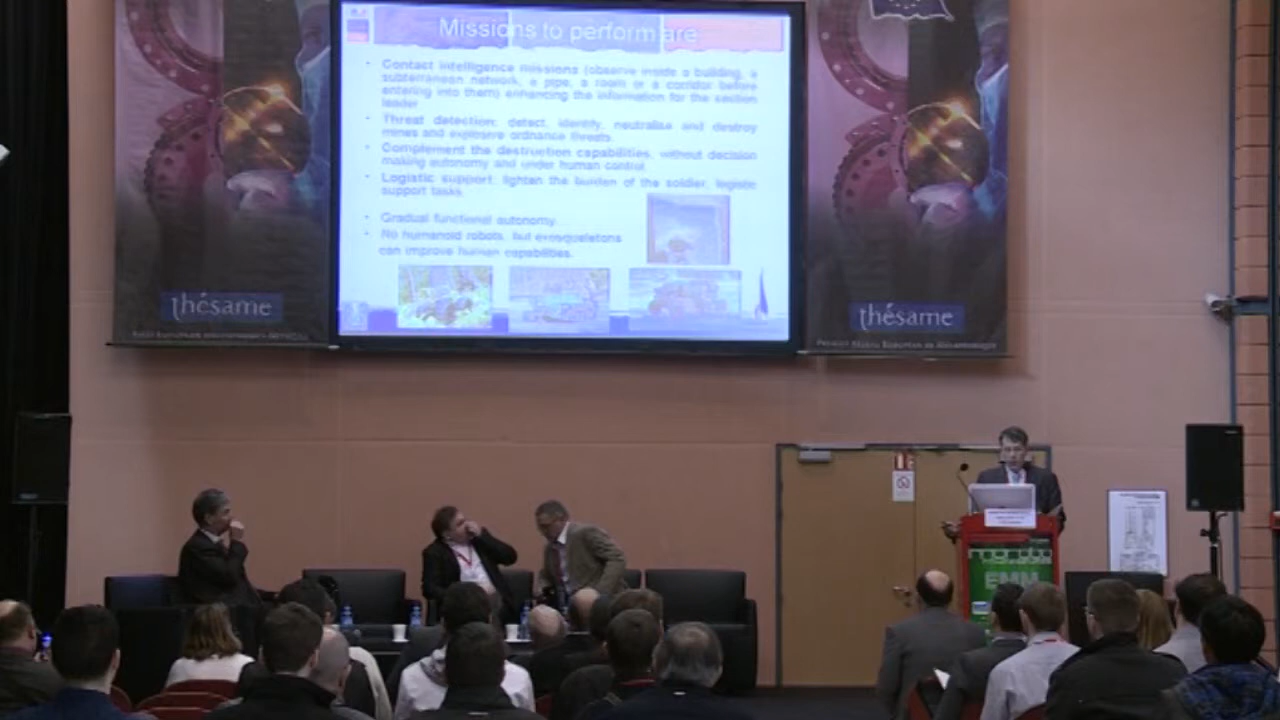 Missions to perform are
• Contact intelligence missions (observe inside a building, a
subterranean network, a pipe, a room or a corridor before
entering into them) enhancing the information for the section
leader
• Threat detection: detect, identify, neutralise and destroy
mines and explosive ordnance threats.
• Complement the destruction capabilities, without decision
making autonomy and under human control.
• Logistic support: lighten the burden of the soldier, logistic
support tasks.
• Gradual functional autonomy.
• No humanoid robots, but exosqueletons
can improve human capabilities.
thésame
thésame
EMM